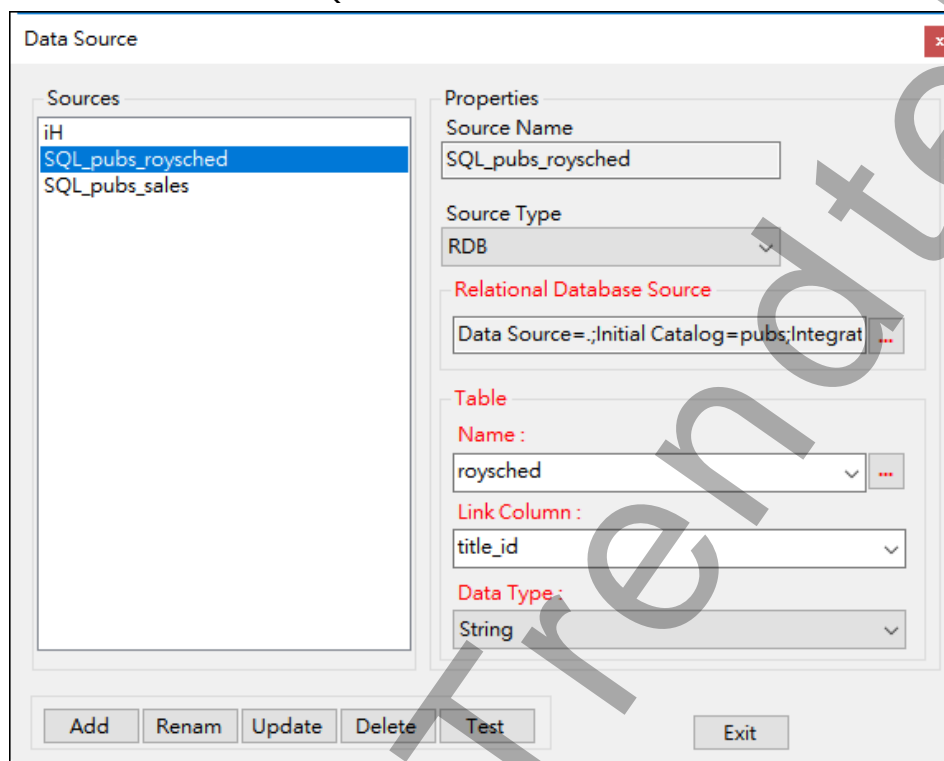 Data Source
x
Sources
iH
SQL_pubs_roysched
SQL_pubs_sales
Properties
Source Name
SQL_pubs_roysched
Source Type
RDB
Relational Database Source
Data Source=.;Initial Catalog=pubs;Integrat ...
Table
Name :
roysched ...
Link Column :
title_id
Data Type :
String
Add Renam Update Delete Test Exit
Trendte